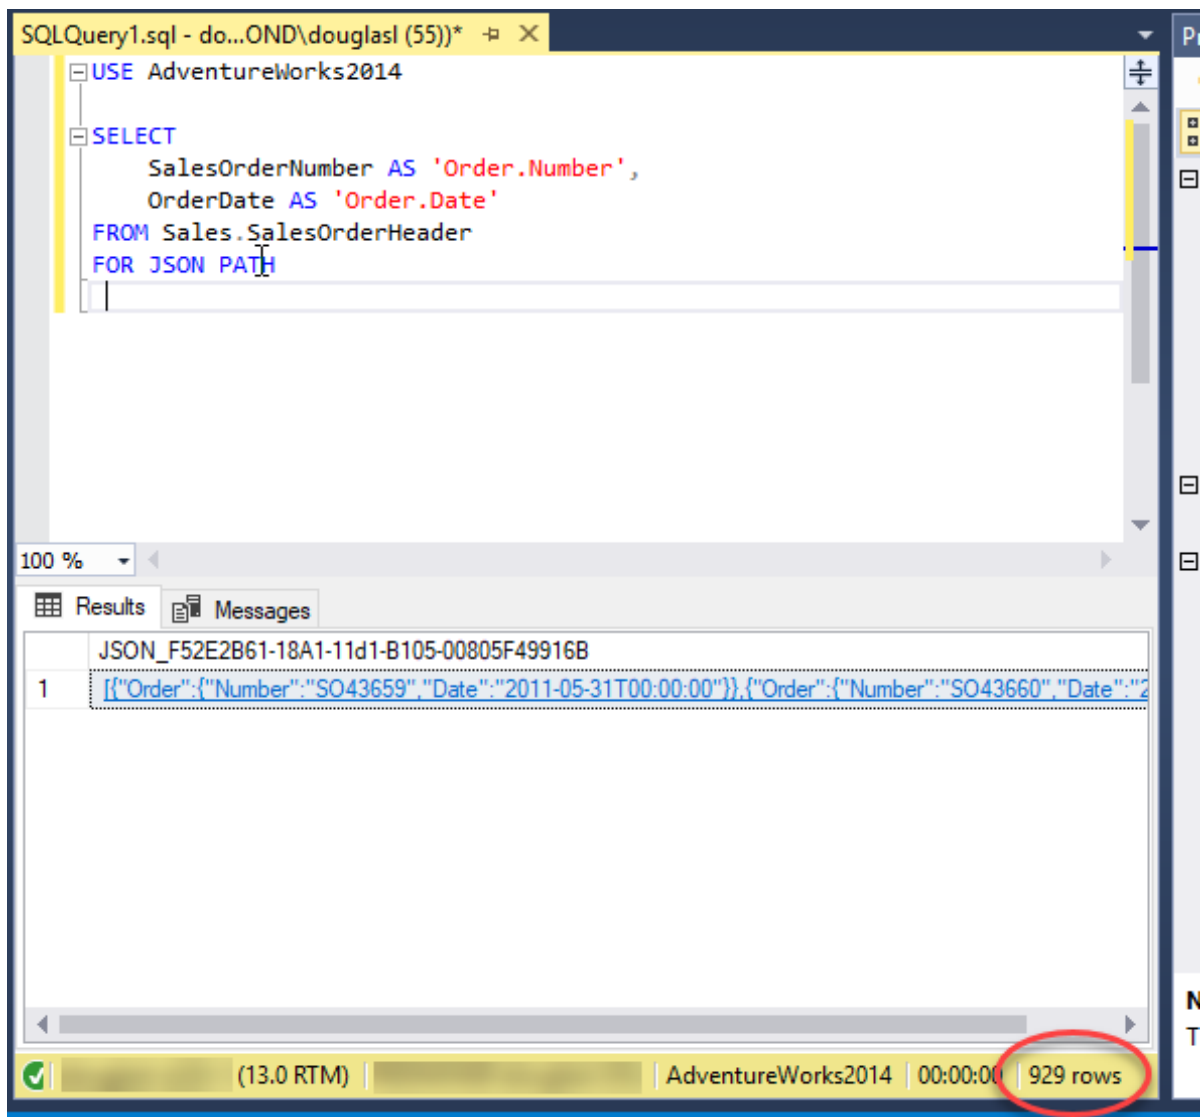 SQLQuery1.sql - do...OND\douglasl (55))*
Pr
USE AdventureWorks2014
SELECT
SalesOrderNumber AS 'Order.Number',
OrderDate AS 'Order.Date'
FROM Sales.SalesOrderHeader
FOR JSON PATH
100 %
Results Messages
JSON_F52E2B61-18A1-11d1-B105-00805F49916B
1 [{"Order":{"Number":"SO43659","Date":"2011-05-31T00:00:00"}},{"Order":{"Number":"SO43660","Date":"2
N
T
(13.0 RTM) AdventureWorks2014 00:00:00 929 rows